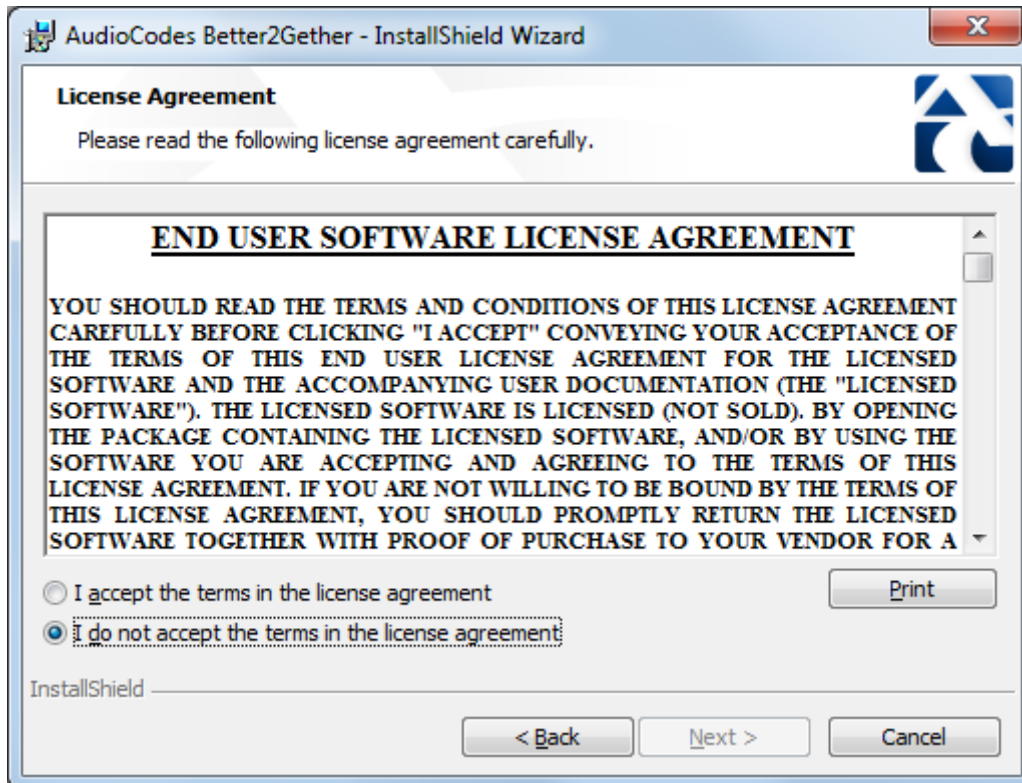 AudioCodes Better2Gether - InstallShield Wizard
License Agreement
Please read the following license agreement carefully.
END USER SOFTWARE LICENSE AGREEMENT
YOU SHOULD READ THE TERMS AND CONDITIONS OF THIS LICENSE AGREEMENT
CAREFULLY BEFORE CLICKING "I ACCEPT" CONVEYING YOUR ACCEPTANCE OF
THE TERMS OF THIS END USER LICENSE AGREEMENT FOR THE LICENSED
SOFTWARE AND THE ACCOMPANYING USER DOCUMENTATION (THE "LICENSED
SOFTWARE"). THE LICENSED SOFTWARE IS LICENSED (NOT SOLD). BY OPENING
THE PACKAGE CONTAINING THE LICENSED SOFTWARE, AND/OR BY USING THE
SOFTWARE YOU ARE ACCEPTING AND AGREEING TO THE TERMS OF THIS
LICENSE AGREEMENT. IF YOU ARE NOT WILLING TO BE BOUND BY THE TERMS OF
THIS LICENSE AGREEMENT, YOU SHOULD PROMPTLY RETURN THE LICENSED
SOFTWARE TOGETHER WITH PROOF OF PURCHASE TO YOUR VENDOR FOR A
I accept the terms in the license agreement
Print
I do not accept the terms in the license agreement
InstallShield
< Back
Next >
Cancel